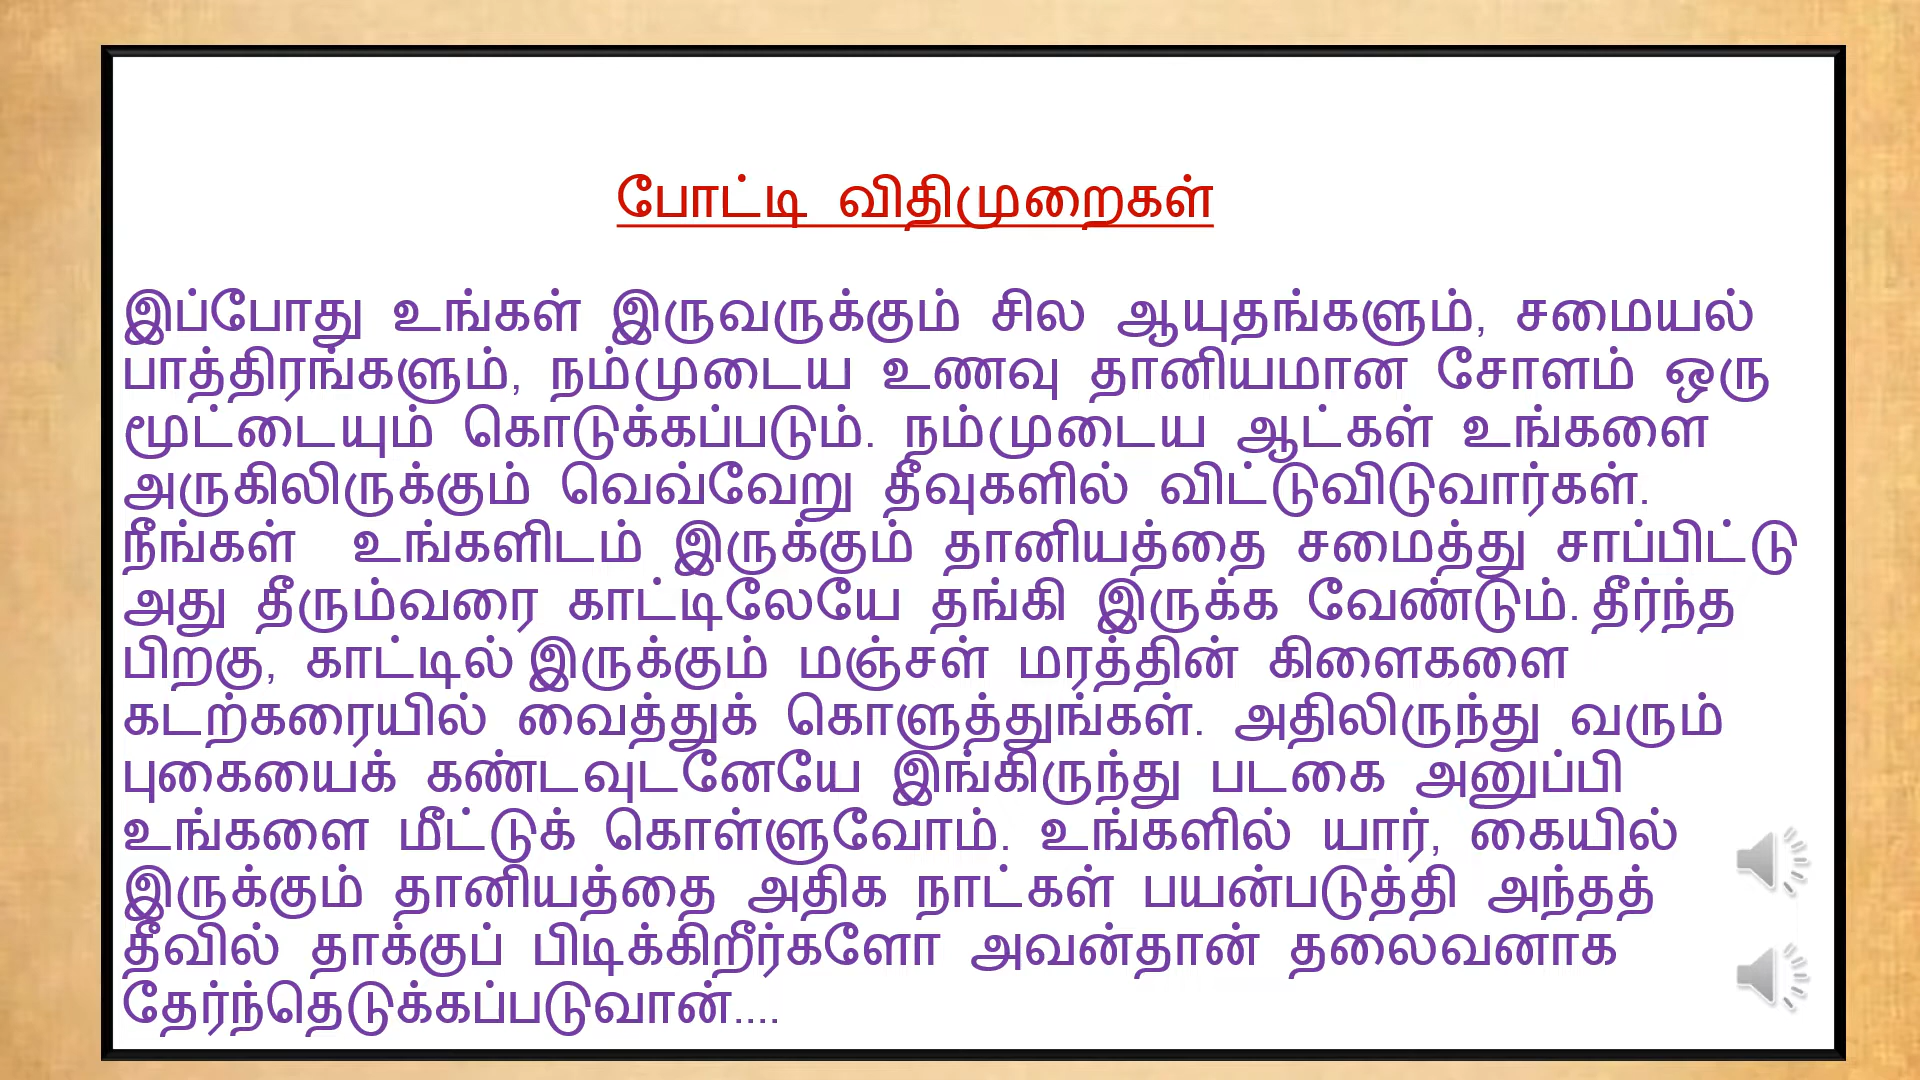 போட்டி விதிமுறைகள்
இப்போது உங்கள் இருவருக்கும் சில ஆயுதங்களும், சமையல்
பாத்திரங்களும், நம்முடைய உணவு தானியமான சோளம் ஒரு
மூட்டையும் கொடுக்கப்படும். நம்முடைய ஆட்கள் உங்களை
அருகிலிருக்கும் வெவ்வேறு தீவுகளில் விட்டுவிடுவார்கள்.
நீங்கள் உங்களிடம் இருக்கும் தானியத்தை சமைத்து சாப்பிட்டு
அது தீரும்வரை காட்டிலேயே தங்கி இருக்க வேண்டும். தீர்ந்த
பிறகு, காட்டில் இருக்கும் மஞ்சள் மரத்தின் கிளைகளை
கடற்கரையில் வைத்துக் கொளுத்துங்கள். அதிலிருந்து வரும்
புகையைக் கண்டவுடனேயே இங்கிருந்து படகை அனுப்பி
உங்களை மீட்டுக் கொள்ளுவோம். உங்களில் யார், கையில்
இருக்கும் தானியத்தை அதிக நாட்கள் பயன்படுத்தி அந்தத்
தீவில் தாக்குப் பிடிக்கிறீர்களோ அவன்தான் தலைவனாக
தேர்ந்தெடுக்கப்படுவான்....